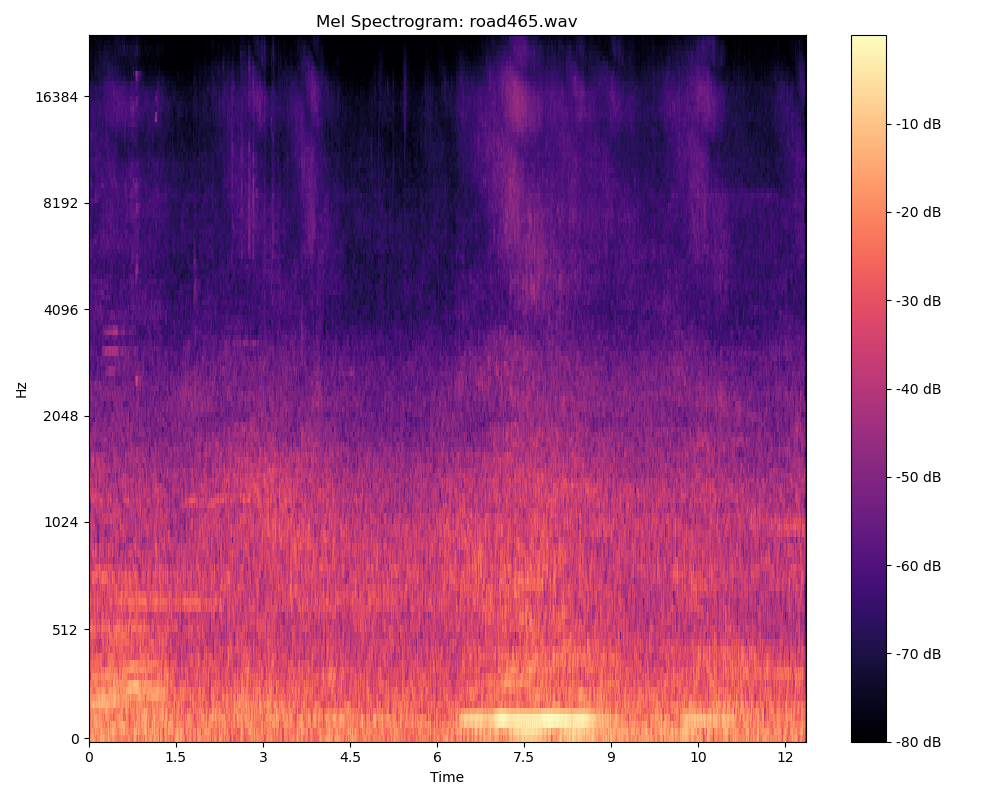 Mel Spectrogram: road465.wav
16384
8192
4096
2048
1024
512
0
Hz
0 1.5 3 4.5 6 7.5 9 10 12
Time
-10 dB
-20 dB
-30 dB
-40 dB
-50 dB
-60 dB
-70 dB
-80 dB